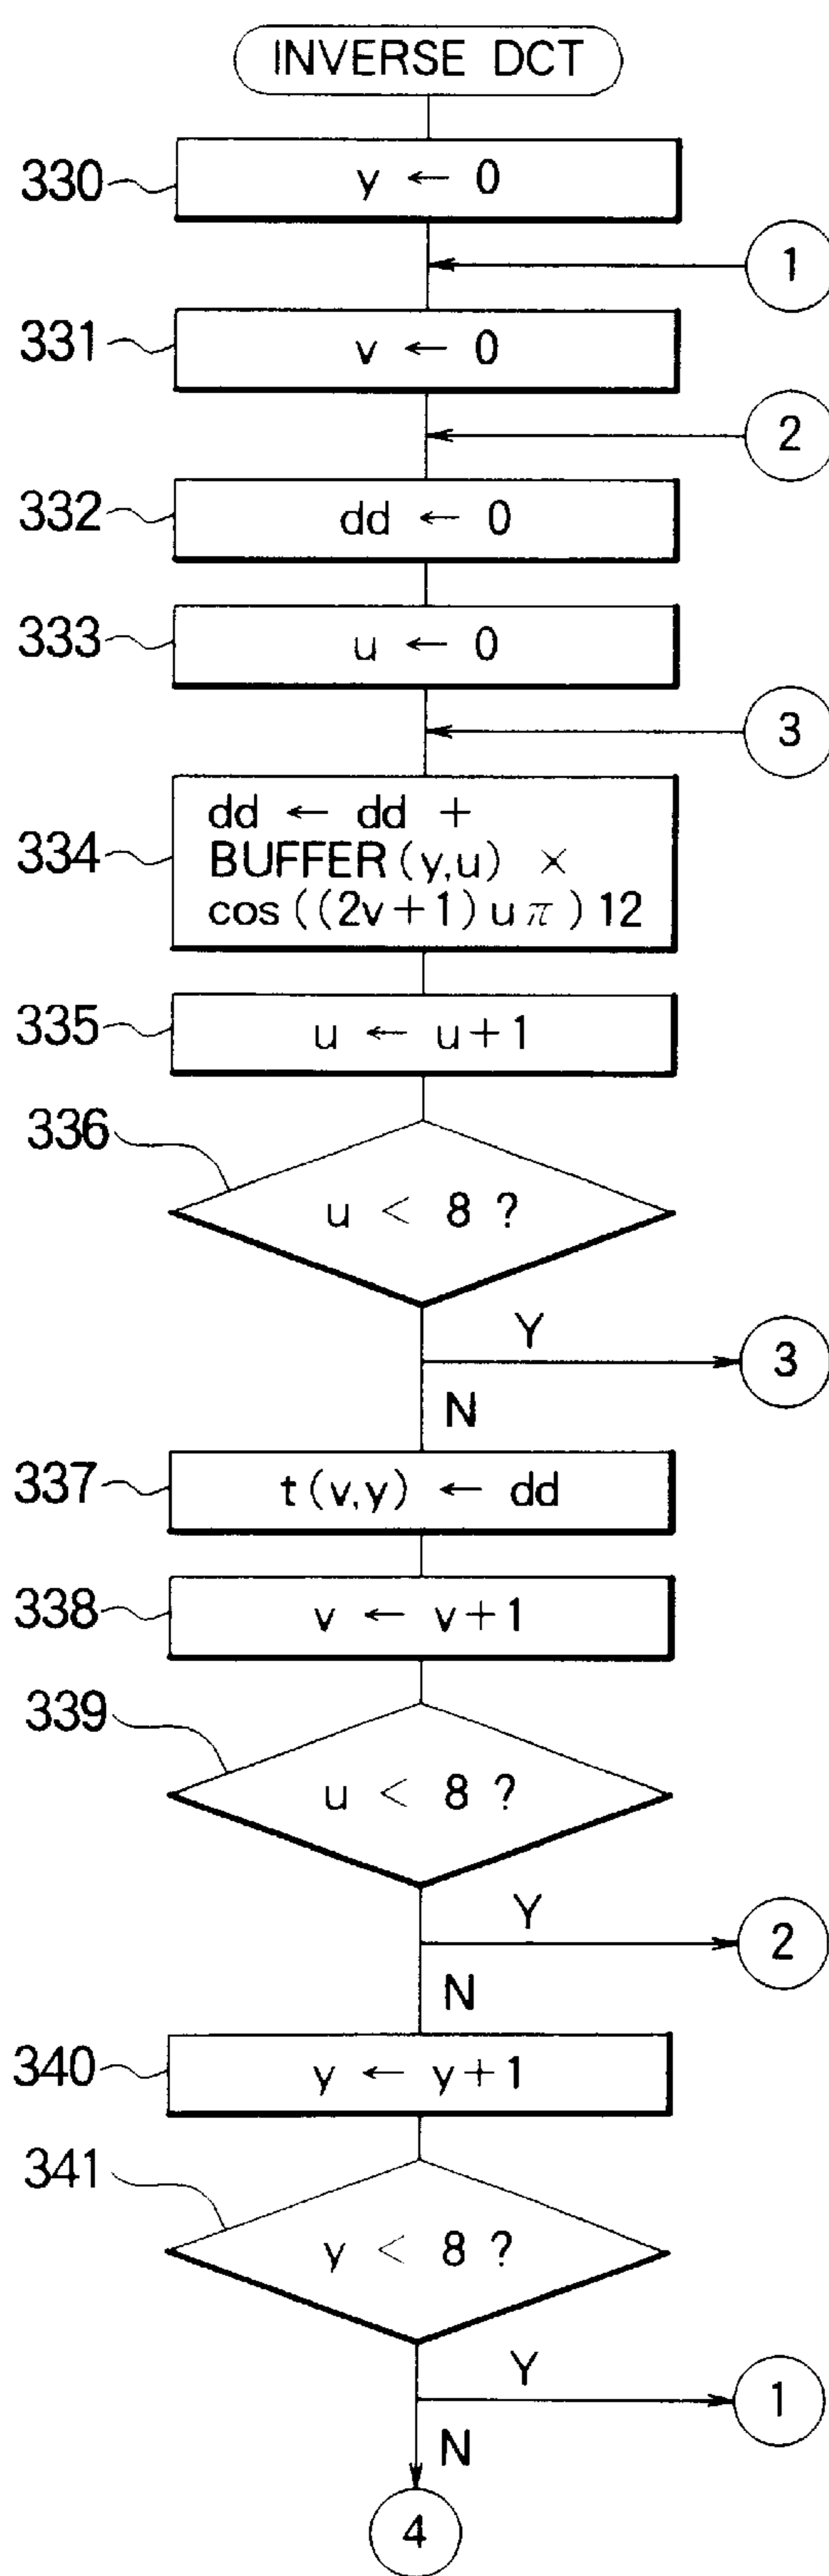 INVERSE DCT
330
y ← 0
1
331
v ← 0
2
332
dd ← 0
333
u ← 0
3
334
dd ← dd +
BUFFER(y,u) ×
cos((2v+1)uπ)12
335
u ← u+1
336
u < 8 ?
Y
3
N
337
t(v,y) ← dd
338
v ← v+1
339
u < 8 ?
Y
2
N
340
y ← y+1
341
y < 8 ?
Y
1
N
4